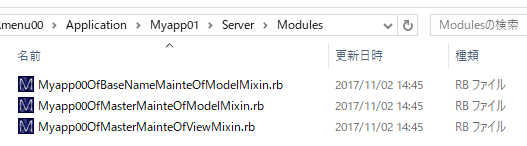 :menu00 > Application > Myapp01 > Server > Modules
Modulesの検索
名前 更新日時 種類
Myapp00OfBaseNameMainteOfModelMixin.rb 2017/11/02 14:45 RB ファイル
Myapp00OfMasterMainteOfModelMixin.rb 2017/11/02 14:45 RB ファイル
Myapp00OfMasterMainteOfViewMixin.rb 2017/11/02 14:45 RB ファイル